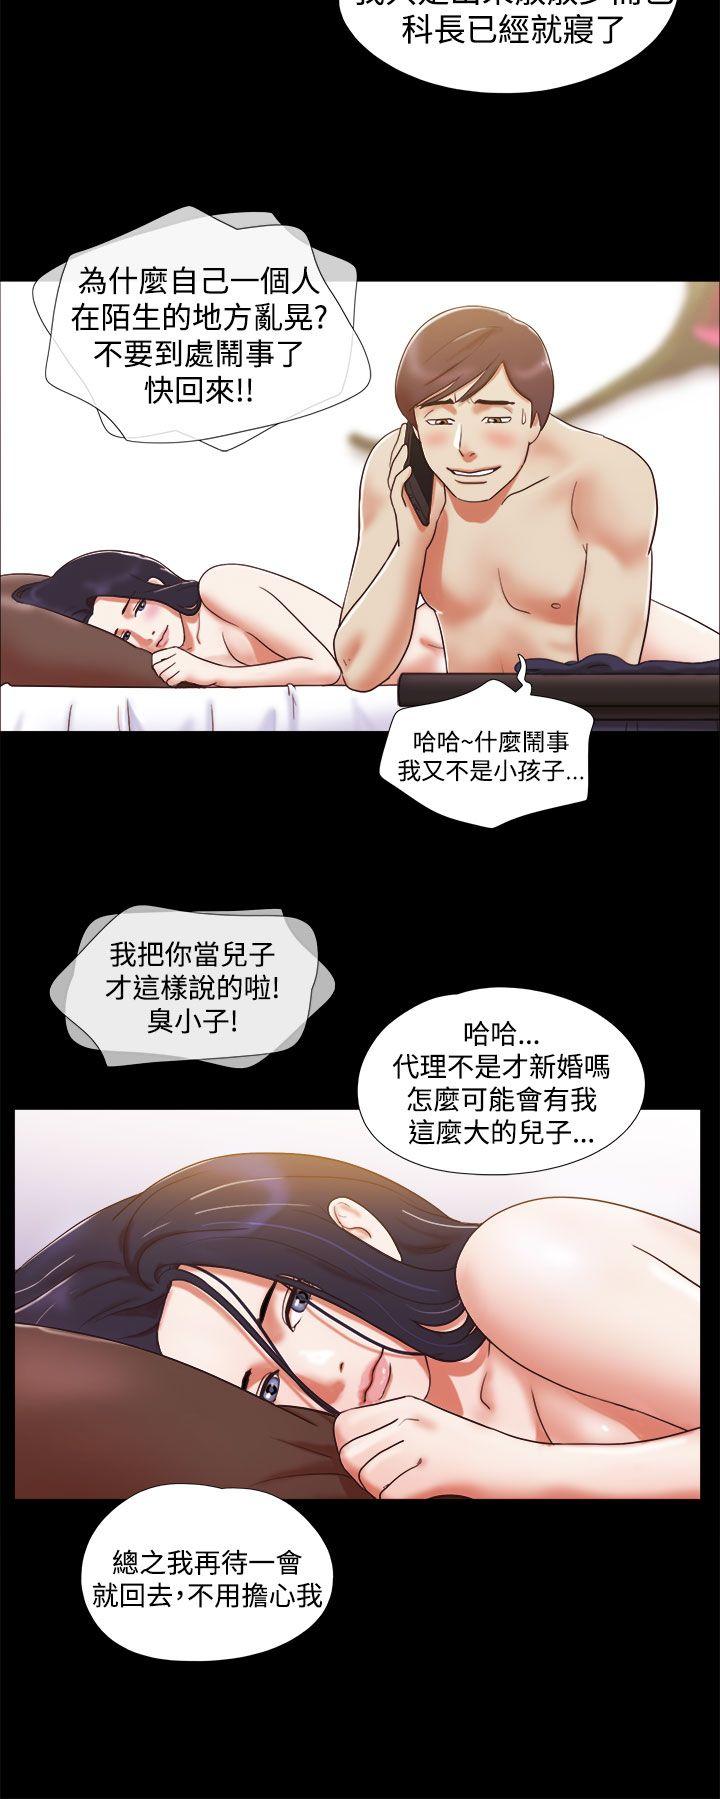 科長已經就寢了
為什麼自己一個人
在陌生的地方亂晃?
不要到處鬧事了
快回來!!
哈哈~什麼鬧事
我又不是小孩子...
我把你當兒子
才這樣說的啦!
臭小子!
哈哈...
代理不是才新婚嗎
怎麼可能會有我
這麼大的兒子...
總之我再待一會
就回去,不用擔心我